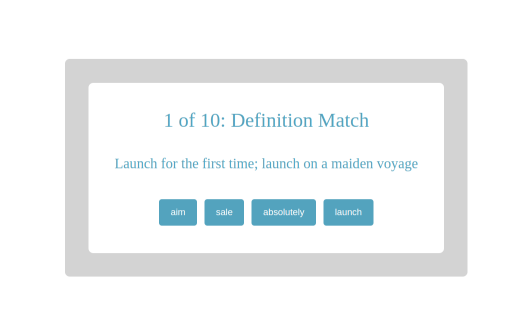 1 of 10: Definition Match
Launch for the first time; launch on a maiden voyage
aim
sale
absolutely
launch